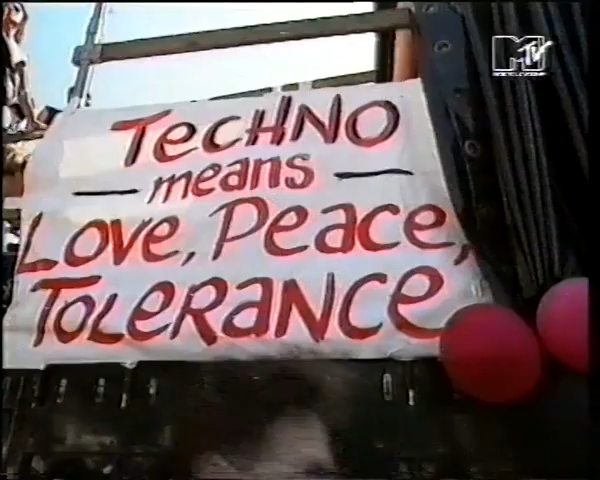 MTV
TecHNO
— means —
Love, Peace,
ToleRance